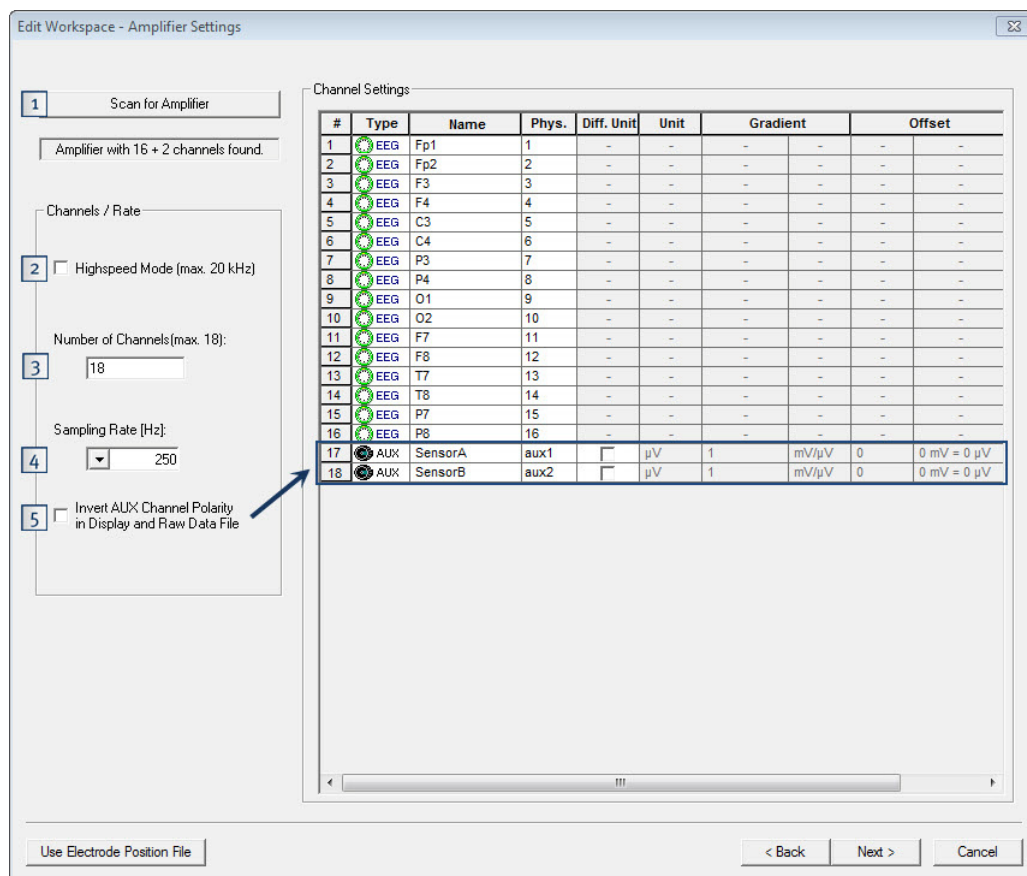 Edit Workspace - Amplifier Settings
1 Scan for Amplifier
Amplifier with 16 + 2 channels found.
Channels / Rate
2 Highspeed Mode (max. 20 kHz)
Number of Channels(max. 18):
3 18
Sampling Rate [Hz]:
4 250
5 Invert AUX Channel Polarity
in Display and Raw Data File
Channel Settings
# Type Name Phys. Diff. Unit Unit Gradient Offset
1 EEG Fp1 1 - - - - - -
2 EEG Fp2 2 - - - - - -
3 EEG F3 3 - - - - - -
4 EEG F4 4 - - - - - -
5 EEG C3 5 - - - - - -
6 EEG C4 6 - - - - - -
7 EEG P3 7 - - - - - -
8 EEG P4 8 - - - - - -
9 EEG O1 9 - - - - - -
10 EEG O2 10 - - - - - -
11 EEG F7 11 - - - - - -
12 EEG F8 12 - - - - - -
13 EEG T7 13 - - - - - -
14 EEG T8 14 - - - - - -
15 EEG P7 15 - - - - - -
16 EEG P8 16 - - - - - -
17 AUX SensorA aux1 µV 1 mV/µV 0 0 mV = 0 µV
18 AUX SensorB aux2 µV 1 mV/µV 0 0 mV = 0 µV
Use Electrode Position File
< Back Next > Cancel